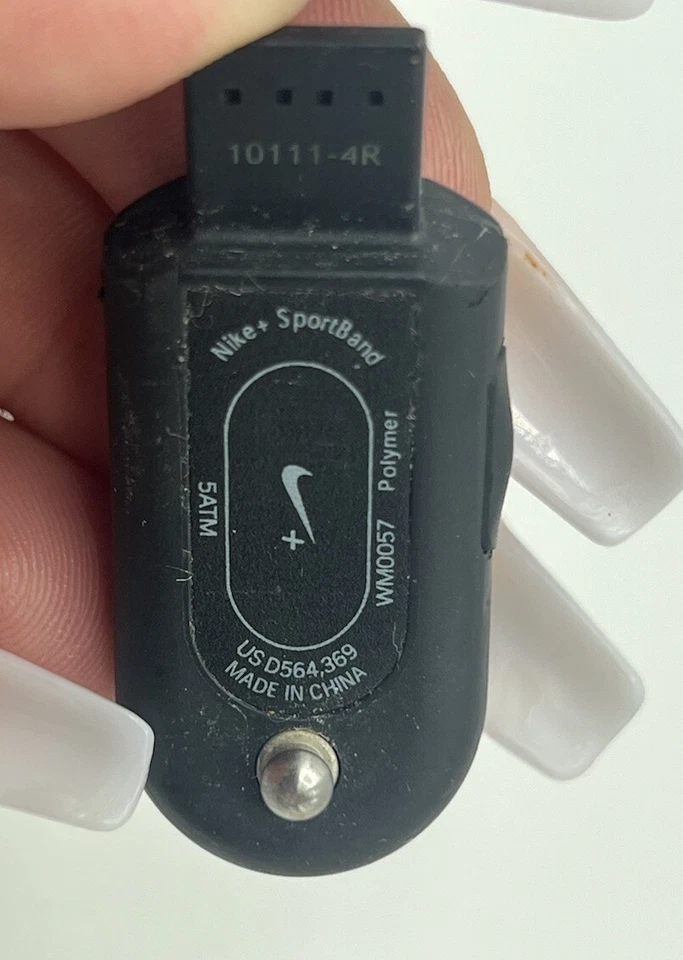 10111-4R
Nike+ SportBand
Polymer
WM0057
5ATM
US D564,369
MADE IN CHINA